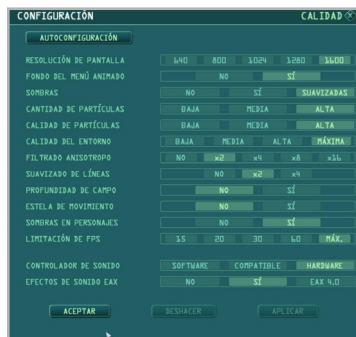 CONFIGURACIÓN CALIDAD
AUTOCONFIGURACIÓN
RESOLUCIÓN DE PANTALLA 640 800 1024 1280 1600
FONDO DEL MENÚ ANIMADO NO SÍ
SOMBRAS NO SÍ SUAVIZADAS
CANTIDAD DE PARTÍCULAS BAJA MEDIA ALTA
CALIDAD DE PARTÍCULAS BAJA MEDIA ALTA
CALIDAD DEL ENTORNO BAJA MEDIA ALTA MÁXIMA
FILTRADO ANISOTROPO NO x2 x4 x8 x16
SUAVIZADO DE LÍNEAS NO x2 x4
PROFUNDIDAD DE CAMPO NO SÍ
ESTELA DE MOVIMIENTO NO SÍ
SOMBRAS EN PERSONAJES NO SÍ
LIMITACIÓN DE FPS 15 20 30 60 MÁX.
CONTROLADOR DE SONIDO SOFTWARE COMPATIBLE HARDWARE
EFECTOS DE SONIDO EAX NO SÍ EAX 4.0
ACEPTAR DESHACER APLICAR